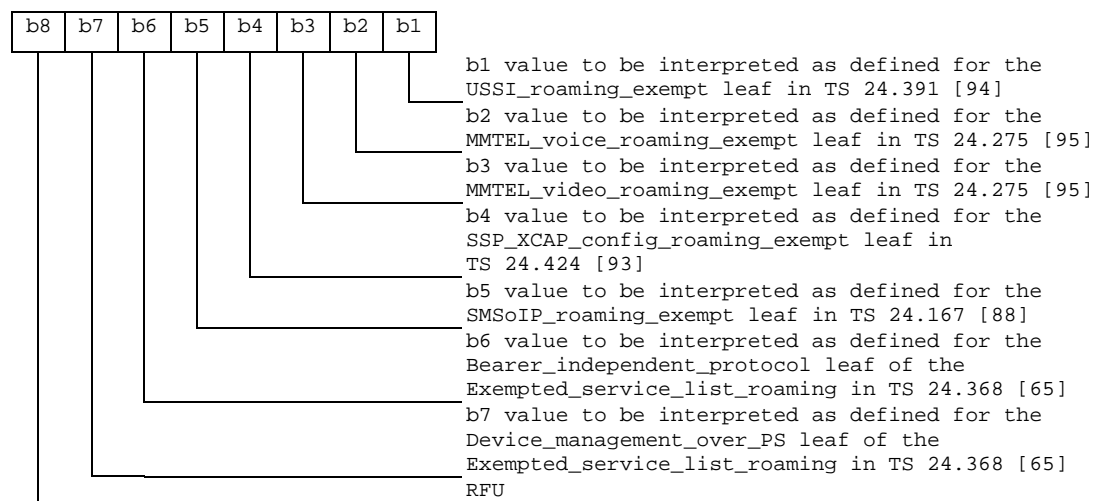 b8 b7 b6 b5 b4 b3 b2 b1
b1 value to be interpreted as defined for the
USSI_roaming_exempt leaf in TS 24.391 [94]
b2 value to be interpreted as defined for the
MMTEL_voice_roaming_exempt leaf in TS 24.275 [95]
b3 value to be interpreted as defined for the
MMTEL_video_roaming_exempt leaf in TS 24.275 [95]
b4 value to be interpreted as defined for the
SSP_XCAP_config_roaming_exempt leaf in
TS 24.424 [93]
b5 value to be interpreted as defined for the
SMSoIP_roaming_exempt leaf in TS 24.167 [88]
b6 value to be interpreted as defined for the
Bearer_independent_protocol leaf of the
Exempted_service_list_roaming in TS 24.368 [65]
b7 value to be interpreted as defined for the
Device_management_over_PS leaf of the
Exempted_service_list_roaming in TS 24.368 [65]
RFU